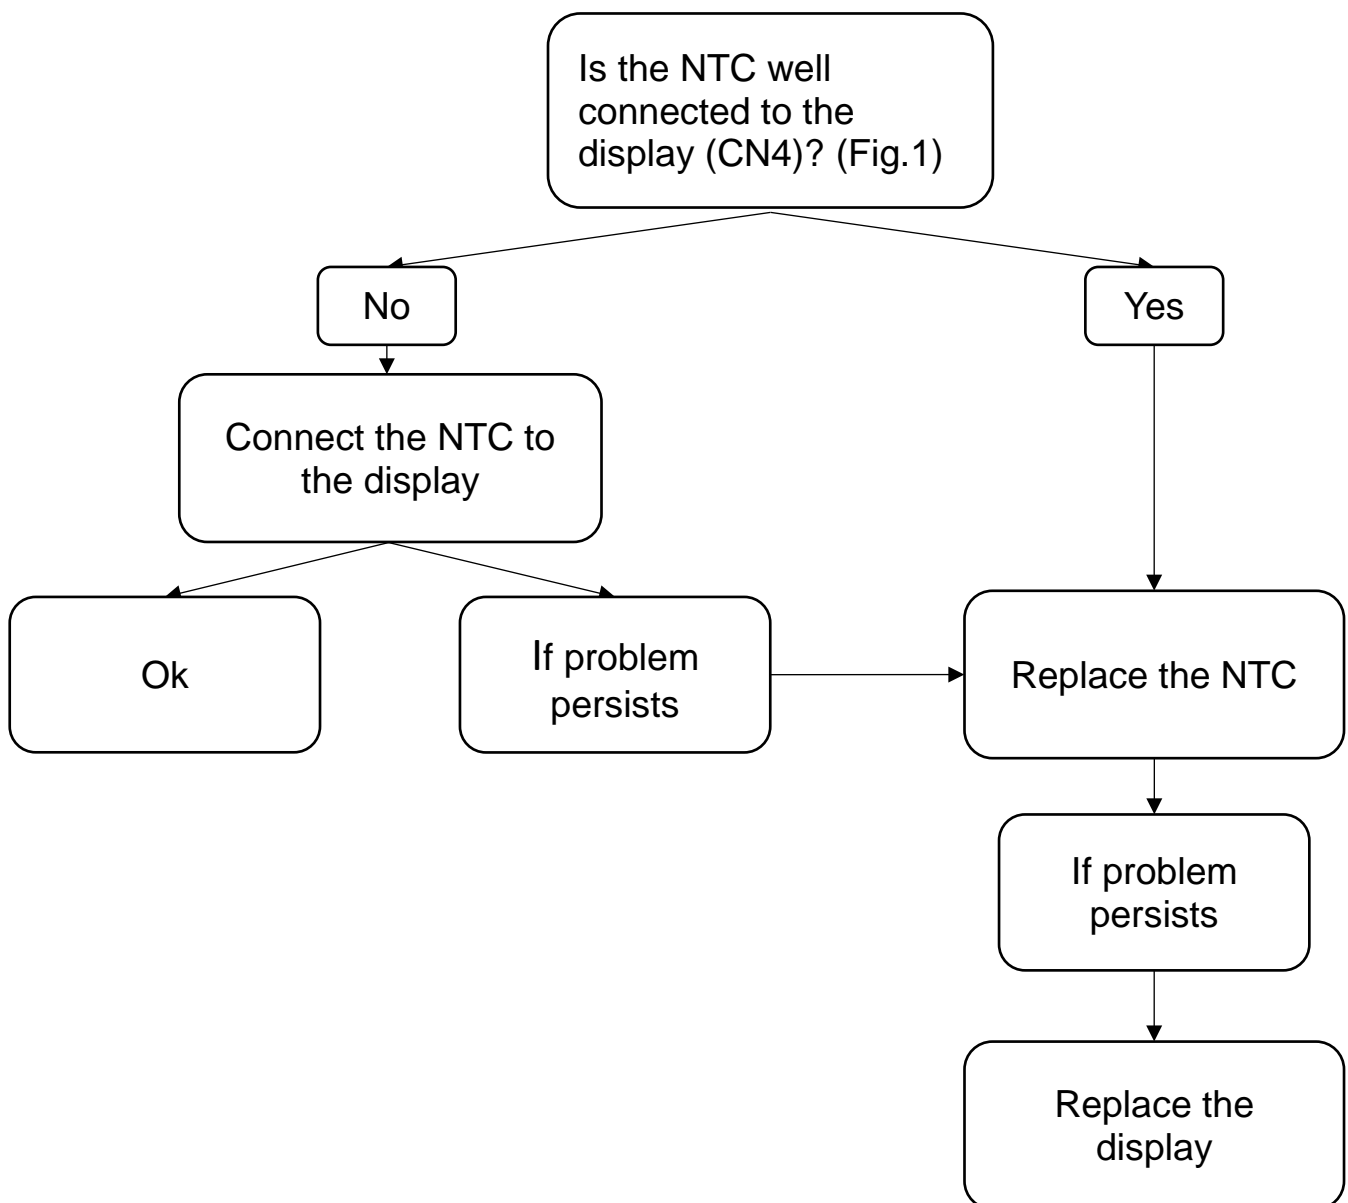 Is the NTC well
connected to the
display (CN4)? (Fig.1)
No
Yes
Connect the NTC to
the display
Ok
If problem
persists
Replace the NTC
If problem
persists
Replace the
display